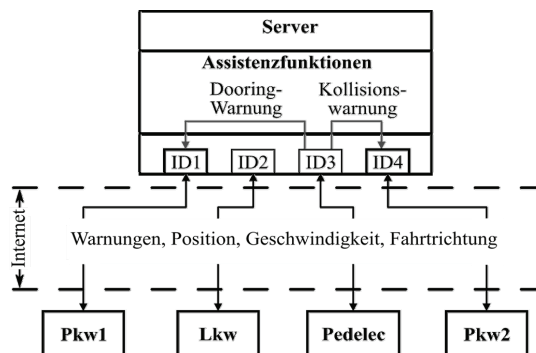 Server
Assistenzfunktionen
Dooring-
Warnung
Kollisions-
warnung
ID1 ID2 ID3 ID4
Internet
Warnungen, Position, Geschwindigkeit, Fahrtrichtung
Pkw1 Lkw Pedelec Pkw2